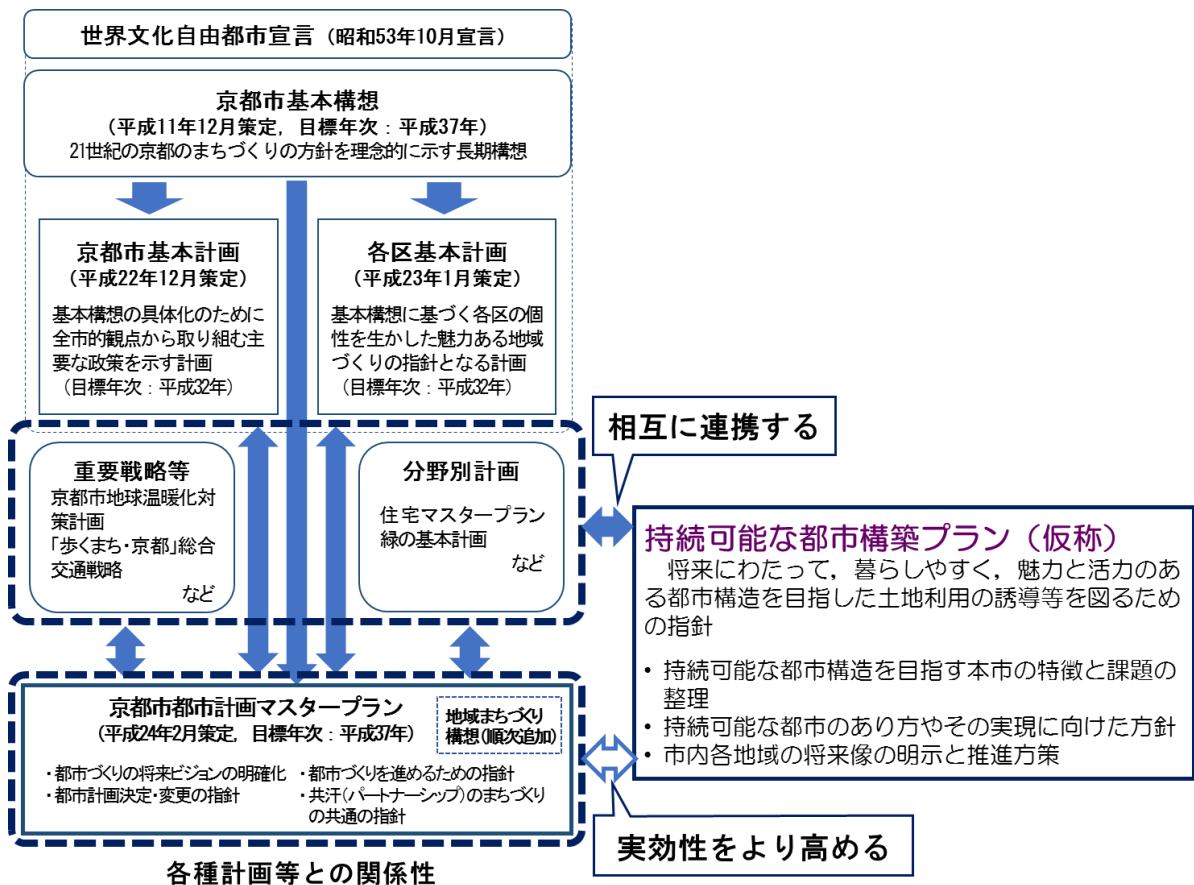 世界文化自由都市宣言（昭和53年10月宣言）
京都市基本構想
（平成11年12月策定，目標年次：平成37年）
21世紀の京都のまちづくりの方針を理念的に示す長期構想
京都市基本計画
（平成22年12月策定）
基本構想の具体化のために
全市的観点から取り組む主
要な政策を示す計画
（目標年次：平成32年）
各区基本計画
（平成23年1月策定）
基本構想に基づく各区の個
性を生かした魅力ある地域
づくりの指針となる計画
（目標年次：平成32年）
重要戦略等
京都市地球温暖化対
策計画
「歩くまち・京都」総合
交通戦略
など
分野別計画
住宅マスタープラン
緑の基本計画
など
相互に連携する
持続可能な都市構築プラン（仮称）
将来にわたって，暮らしやすく，魅力と活力のあ
る都市構造を目指した土地利用の誘導等を図るため
の指針
• 持続可能な都市構造を目指す本市の特徴と課題の
整理
• 持続可能な都市のあり方やその実現に向けた方針
• 市内各地域の将来像の明示と推進方策
京都市都市計画マスタープラン
（平成24年2月策定，目標年次：平成37年）
地域まちづくり
構想（順次追加）
・都市づくりの将来ビジョンの明確化
・都市計画決定・変更の指針
・都市づくりを進めるための指針
・共汗（パートナーシップ）のまちづくり
の共通の指針
実効性をより高める
各種計画等との関係性